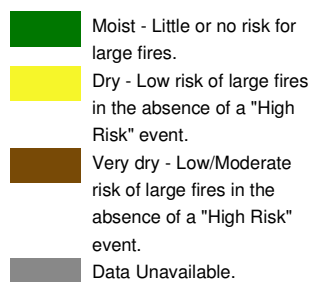 Moist - Little or no risk for
large fires.
Dry - Low risk of large fires
in the absence of a "High
Risk" event.
Very dry - Low/Moderate
risk of large fires in the
absence of a "High Risk"
event.
Data Unavailable.